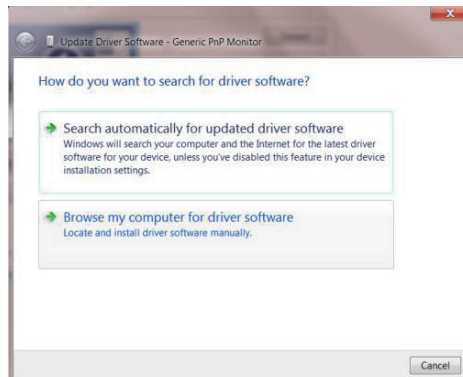 Update Driver Software - Generic PnP Monitor
How do you want to search for driver software?
Search automatically for updated driver software
Windows will search your computer and the Internet for the latest driver
software for your device, unless you've disabled this feature in your device
installation settings.
Browse my computer for driver software
Locate and install driver software manually.
Cancel